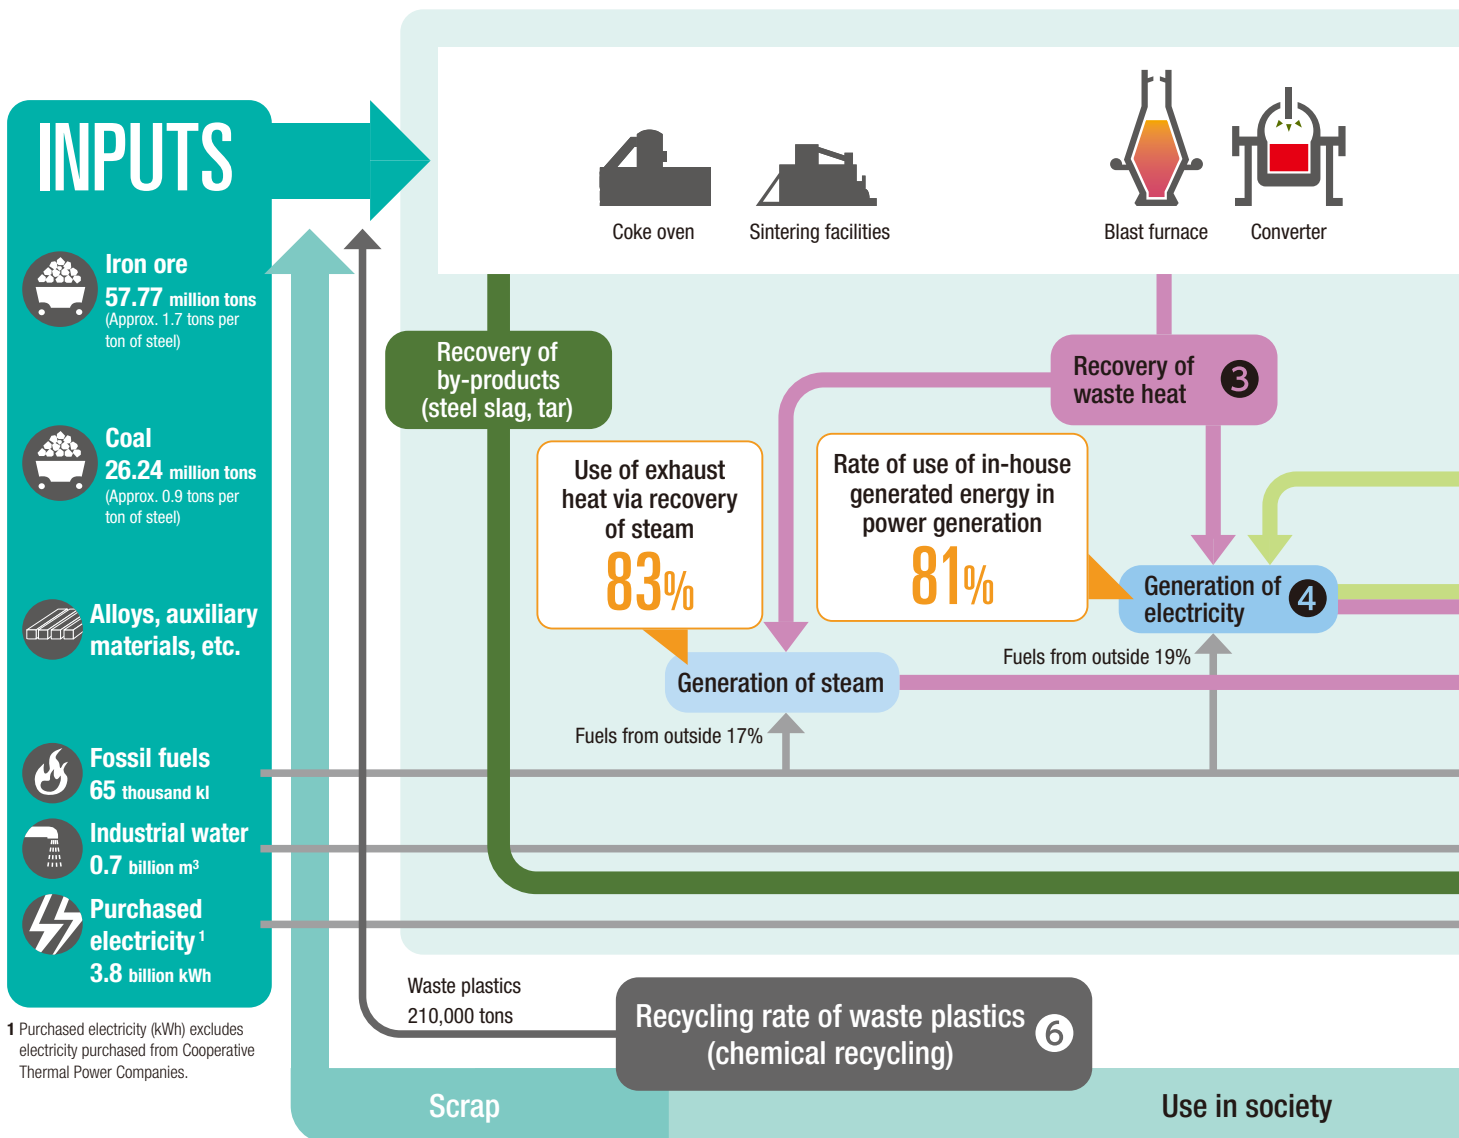 INPUTS
Iron ore
57.77 million tons
(Approx. 1.7 tons per
ton of steel)
Coal
26.24 million tons
(Approx. 0.9 tons per
ton of steel)
Alloys, auxiliary
materials, etc.
Fossil fuels
65 thousand kl
Industrial water
0.7 billion m³
Purchased
electricity ¹
3.8 billion kWh
1 Purchased electricity (kWh) excludes
electricity purchased from Cooperative
Thermal Power Companies.
Coke oven
Sintering facilities
Blast furnace
Converter
Recovery of
by-products
(steel slag, tar)
Recovery of
waste heat
3
Use of exhaust
heat via recovery
of steam
83%
Rate of use of in-house
generated energy in
power generation
81%
Generation of
electricity
4
Fuels from outside 19%
Generation of steam
Fuels from outside 17%
Waste plastics
210,000 tons
Recycling rate of waste plastics
(chemical recycling)
6
Scrap
Use in society